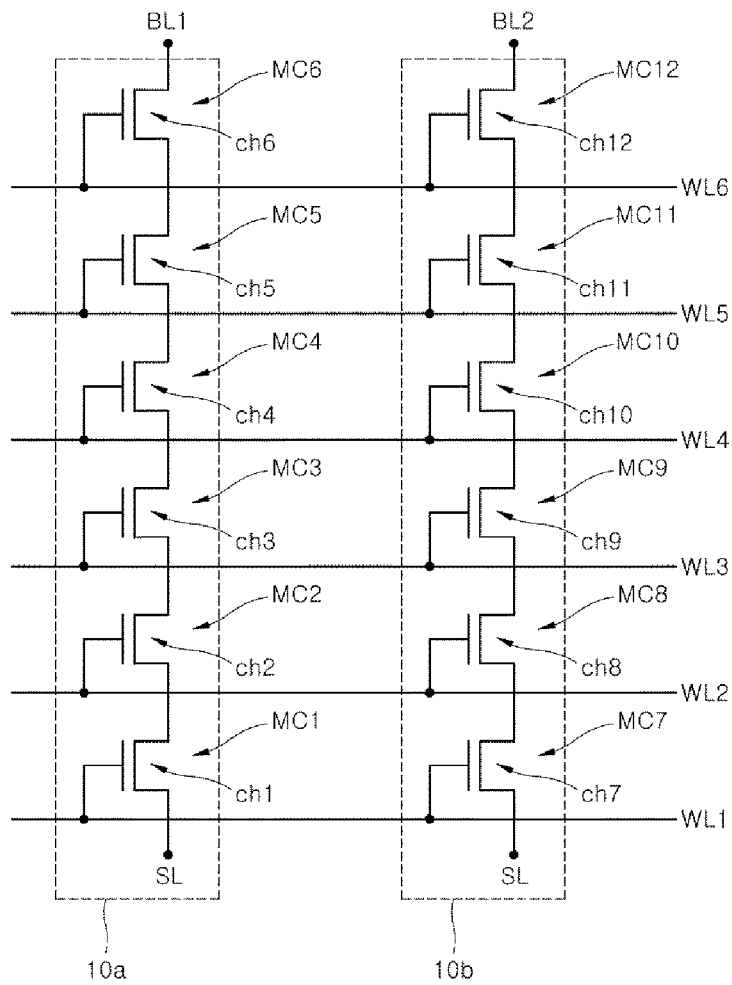 BL1 BL2
MC6 MC12
ch6 ch12
WL6
MC5 MC11
ch5 ch11
WL5
MC4 MC10
ch4 ch10
WL4
MC3 MC9
ch3 ch9
WL3
MC2 MC8
ch2 ch8
WL2
MC1 MC7
ch1 ch7
WL1
SL SL
10a 10b